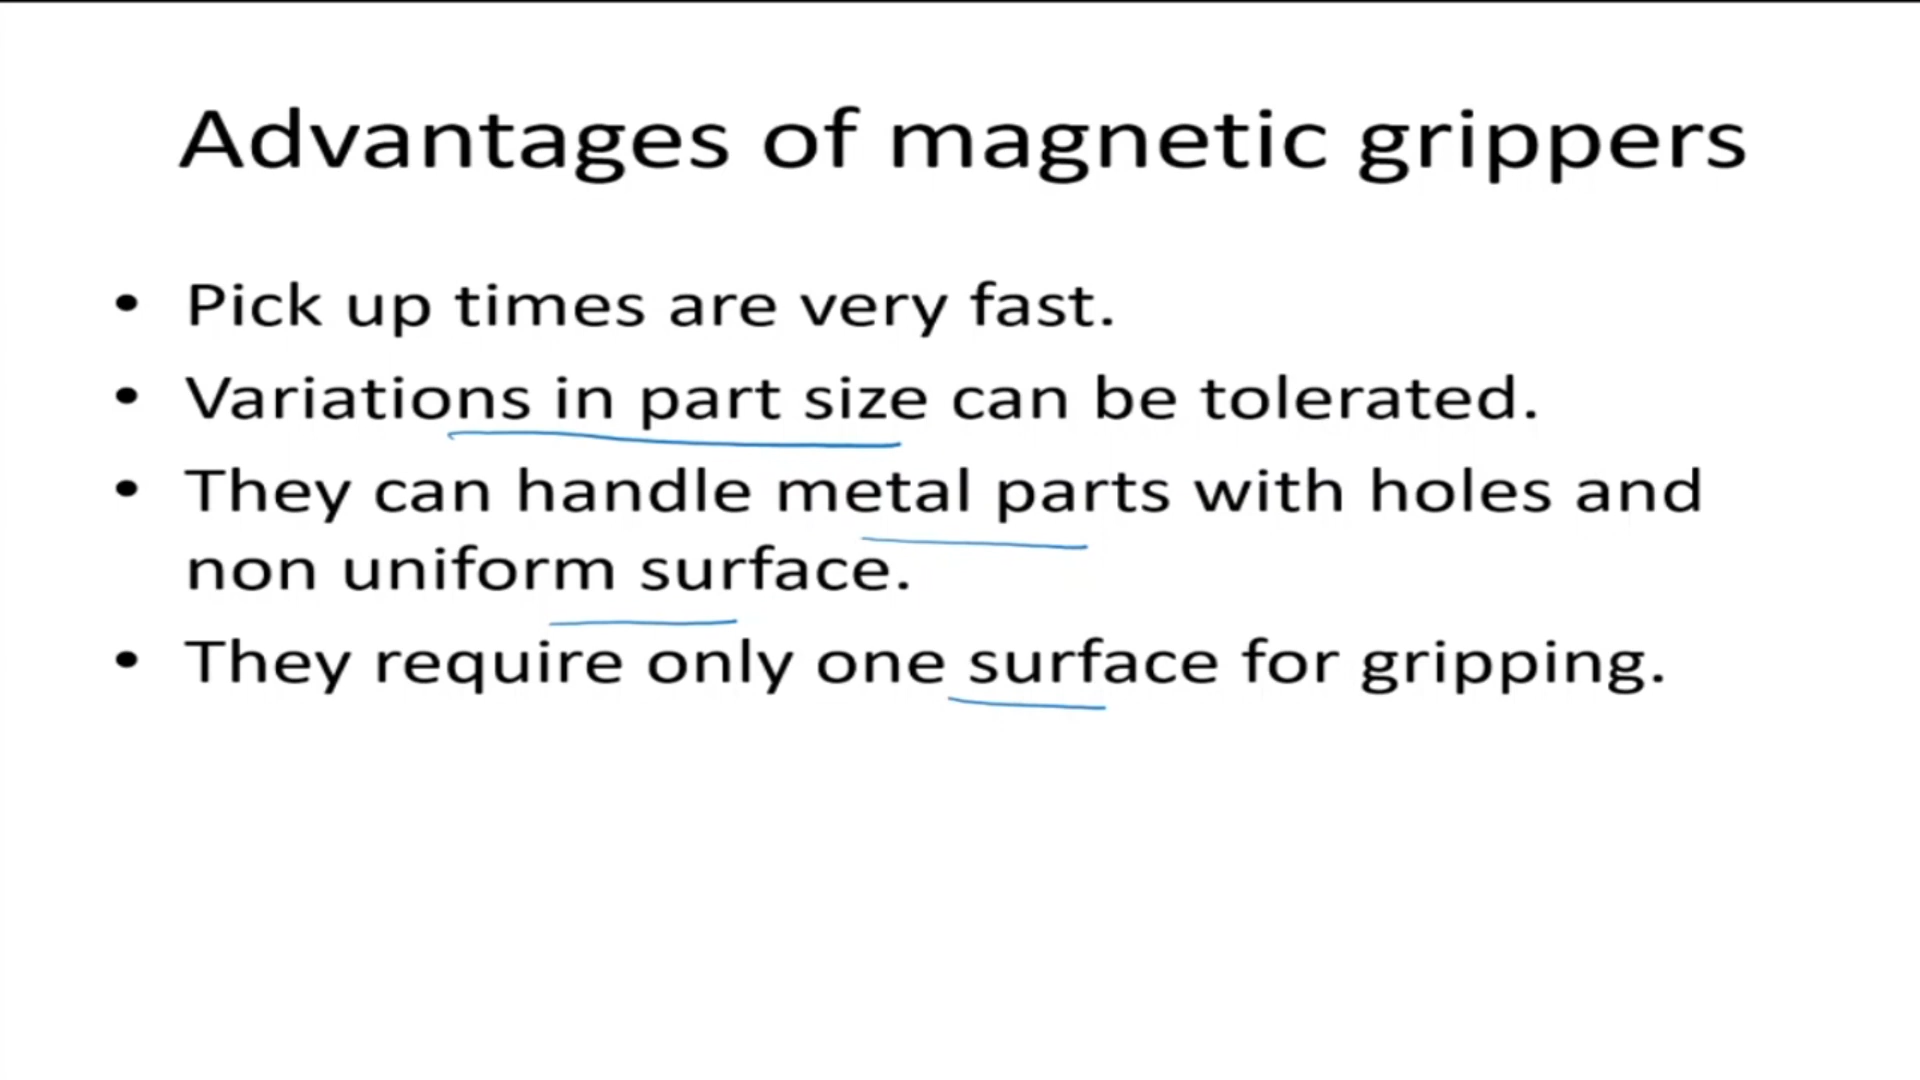 Advantages of magnetic grippers
• Pick up times are very fast.
• Variations in part size can be tolerated.
• They can handle metal parts with holes and
non uniform surface.
• They require only one surface for gripping.